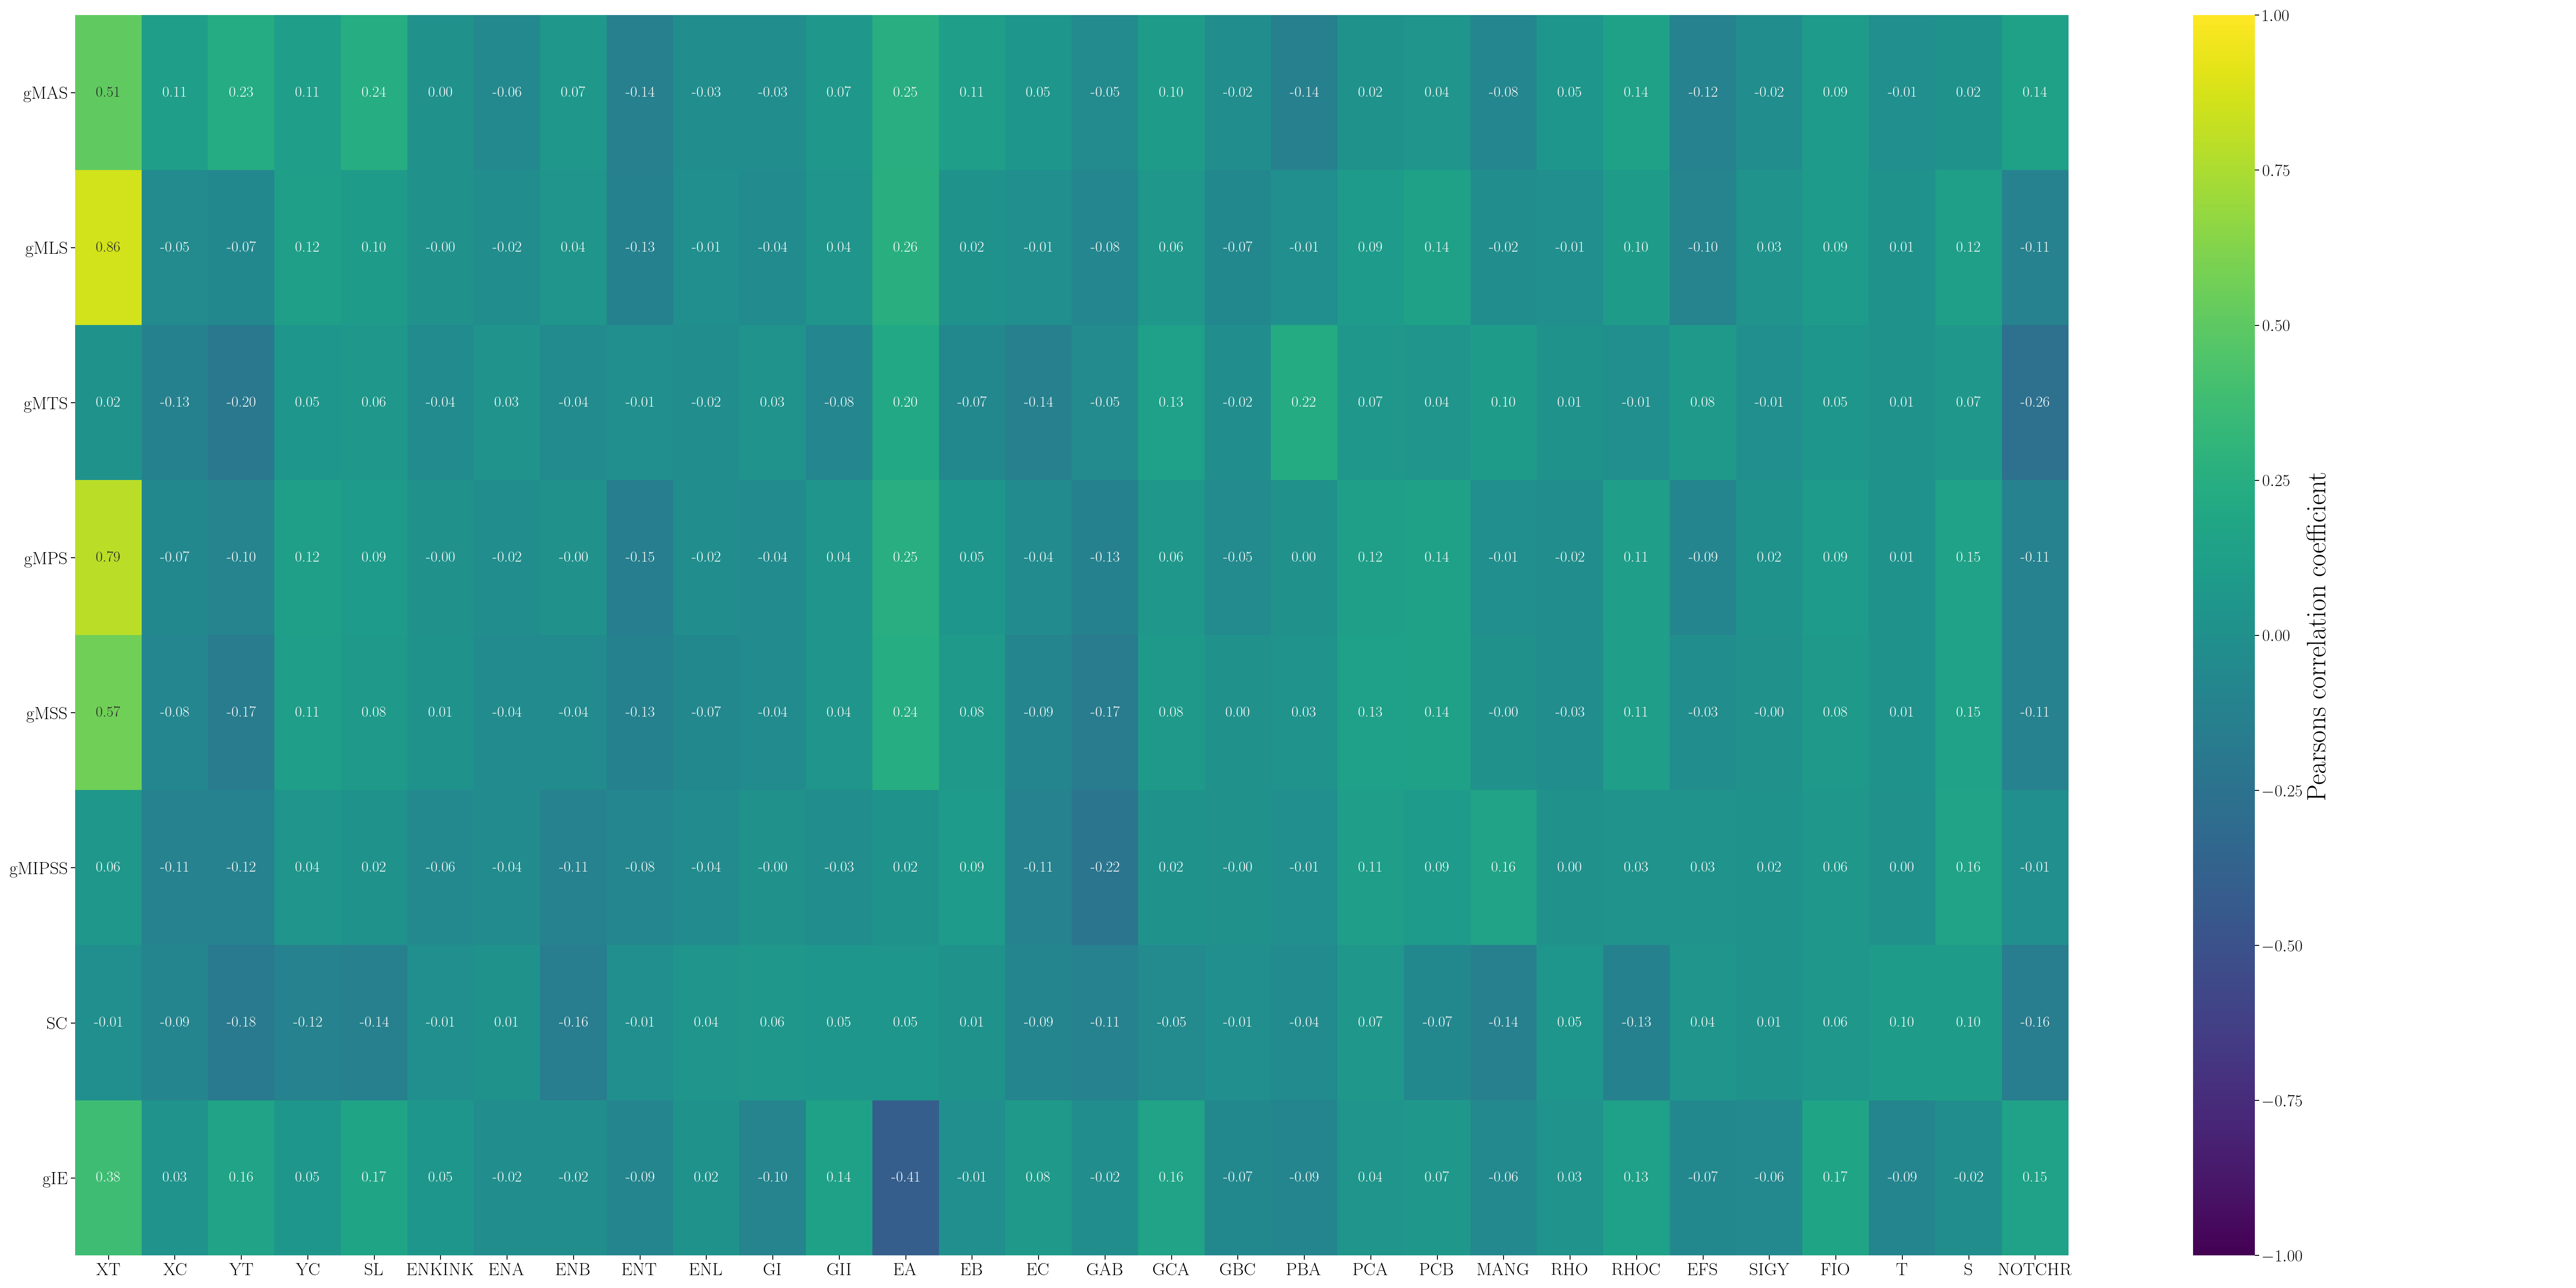 gMAS 0.51 0.11 0.23 0.11 0.24 0.00 -0.06 0.07 -0.14 -0.03 -0.03 0.07 0.25 0.11 0.05 -0.05 0.10 -0.02 -0.14 0.02 0.04 -0.08 0.05 0.14 -0.12 -0.02 0.09 -0.01 0.02 0.14
gMLS 0.86 -0.05 -0.07 0.12 0.10 -0.00 -0.02 0.04 -0.13 -0.01 -0.04 0.04 0.26 0.02 -0.01 -0.08 0.06 -0.07 -0.01 0.09 0.14 -0.02 -0.01 0.10 -0.10 0.03 0.09 0.01 0.12 -0.11
gMTS 0.02 -0.13 -0.20 0.05 0.06 -0.04 0.03 -0.04 -0.01 -0.02 0.03 -0.08 0.20 -0.07 -0.14 -0.05 0.13 -0.02 0.22 0.07 0.04 0.10 0.01 -0.01 0.08 -0.01 0.05 0.01 0.07 -0.26
gMPS 0.79 -0.07 -0.10 0.12 0.09 -0.00 -0.02 -0.00 -0.15 -0.02 -0.04 0.04 0.25 0.05 -0.04 -0.13 0.06 -0.05 0.00 0.12 0.14 -0.01 -0.02 0.11 -0.09 0.02 0.09 0.01 0.15 -0.11
gMSS 0.57 -0.08 -0.17 0.11 0.08 0.01 -0.04 -0.04 -0.13 -0.07 -0.04 0.04 0.24 0.08 -0.09 -0.17 0.08 0.00 0.03 0.13 0.14 -0.00 -0.03 0.11 -0.03 -0.00 0.08 0.01 0.15 -0.11
gMIPSS 0.06 -0.11 -0.12 0.04 0.02 -0.06 -0.04 -0.11 -0.08 -0.04 -0.00 -0.03 0.02 0.09 -0.11 -0.22 0.02 -0.00 -0.01 0.11 0.09 0.16 0.00 0.03 0.03 0.02 0.06 0.00 0.16 -0.01
SC -0.01 -0.09 -0.18 -0.12 -0.14 -0.01 0.01 -0.16 -0.01 0.04 0.06 0.05 0.05 0.01 -0.09 -0.11 -0.05 -0.01 -0.04 0.07 -0.07 -0.14 0.05 -0.13 0.04 0.01 0.06 0.10 0.10 -0.16
gIE 0.38 0.03 0.16 0.05 0.17 0.05 -0.02 -0.02 -0.09 0.02 -0.10 0.14 -0.41 -0.01 0.08 -0.02 0.16 -0.07 -0.09 0.04 0.07 -0.06 0.03 0.13 -0.07 -0.06 0.17 -0.09 -0.02 0.15
XT XC YT YC SL ENKINK ENA ENB ENT ENL GI GII EA EB EC GAB GCA GBC PBA PCA PCB MANG RHO RHOC EFS SIGY FIO T S NOTCHR
1.00
0.75
0.50
0.25
0.00
−0.25
−0.50
−0.75
−1.00
Pearsons correlation coefficient